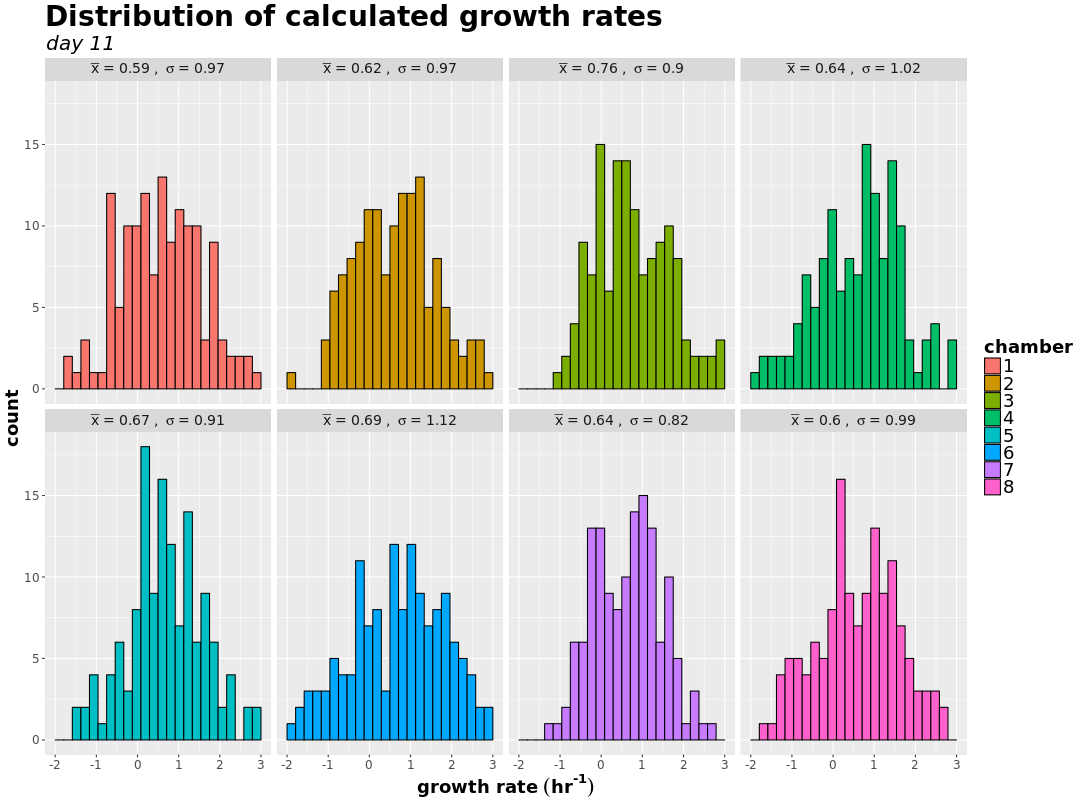 Distribution of calculated growth rates
day 11
x̅ = 0.59 , σ = 0.97
x̅ = 0.62 , σ = 0.97
x̅ = 0.76 , σ = 0.9
x̅ = 0.64 , σ = 1.02
15
10
5
0
x̅ = 0.67 , σ = 0.91
x̅ = 0.69 , σ = 1.12
x̅ = 0.64 , σ = 0.82
x̅ = 0.6 , σ = 0.99
15
10
5
0
-2 -1 0 1 2 3
-2 -1 0 1 2 3
-2 -1 0 1 2 3
-2 -1 0 1 2 3
count
growth rate (hr⁻¹)
chamber
1
2
3
4
5
6
7
8